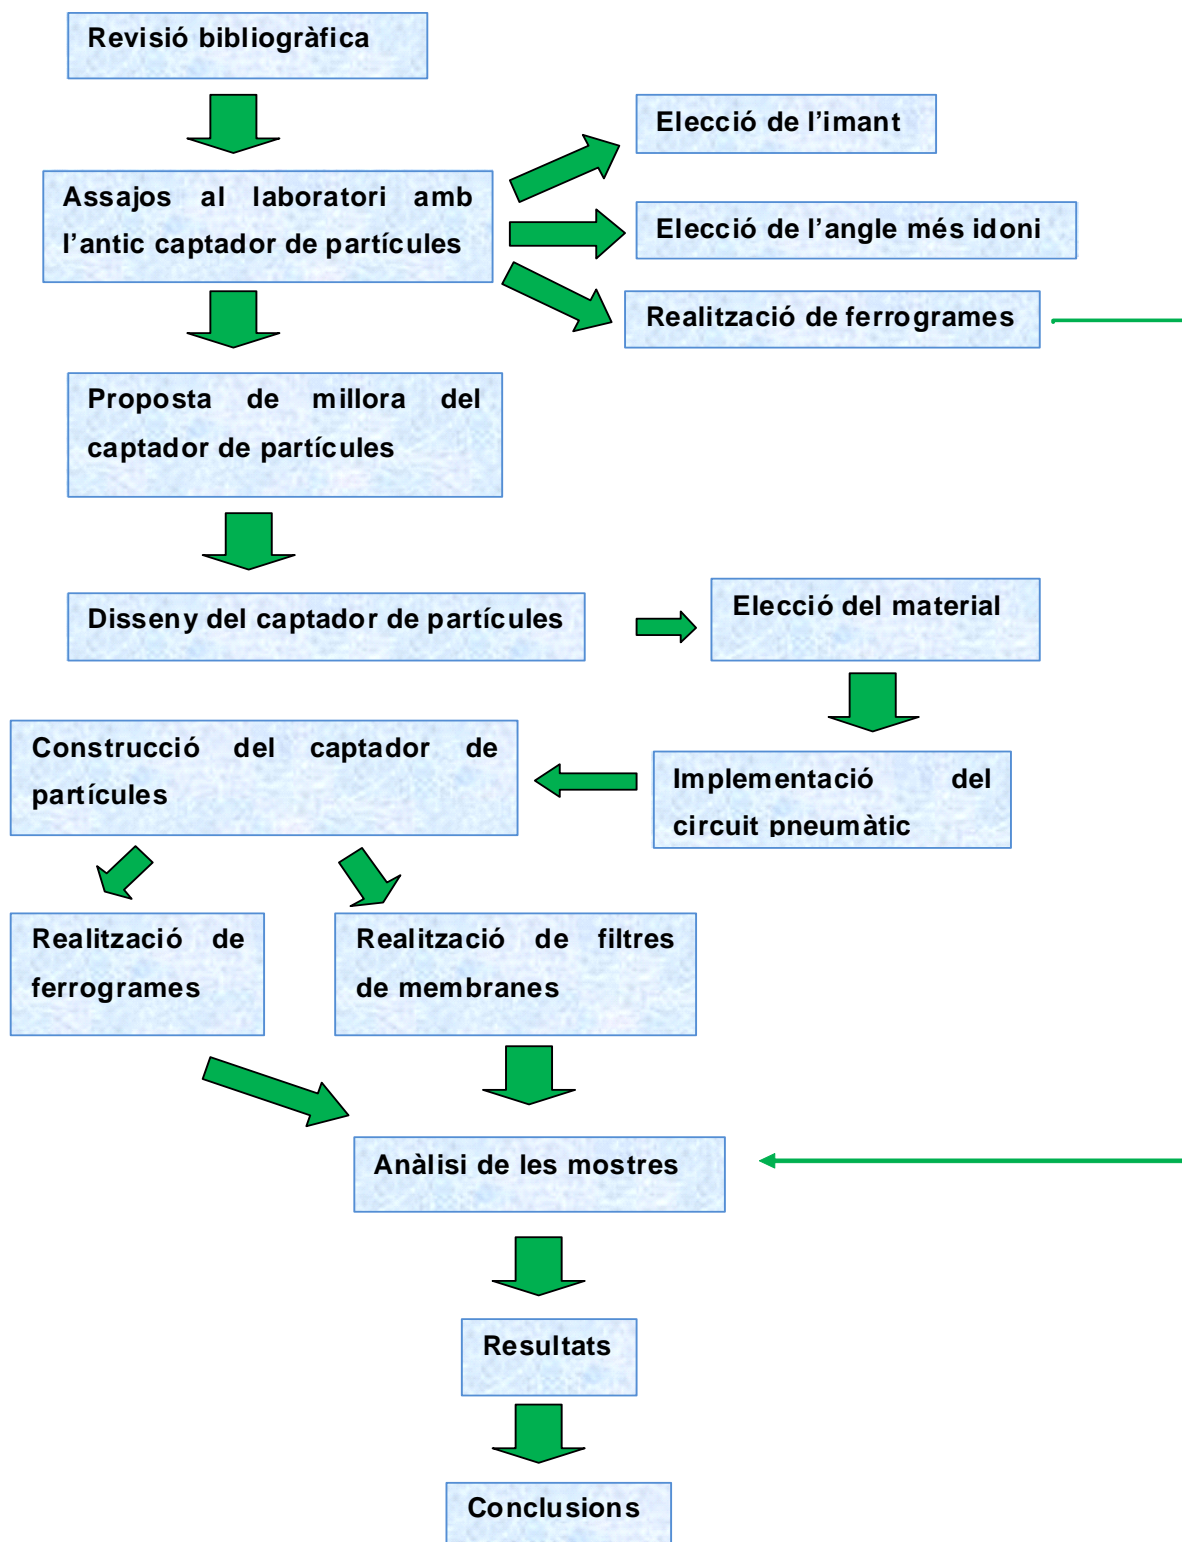 Revisió bibliogràfica
Elecció de l'imant
Assajos al laboratori amb
l'antic captador de partícules
Elecció de l'angle més idoni
Realització de ferrogrames
Proposta de millora del
captador de partícules
Disseny del captador de partícules
Elecció del material
Construcció del captador de
partícules
Implementació del
circuit pneumàtic
Realització de
ferrogrames
Realització de filtres
de membranes
Anàlisi de les mostres
Resultats
Conclusions